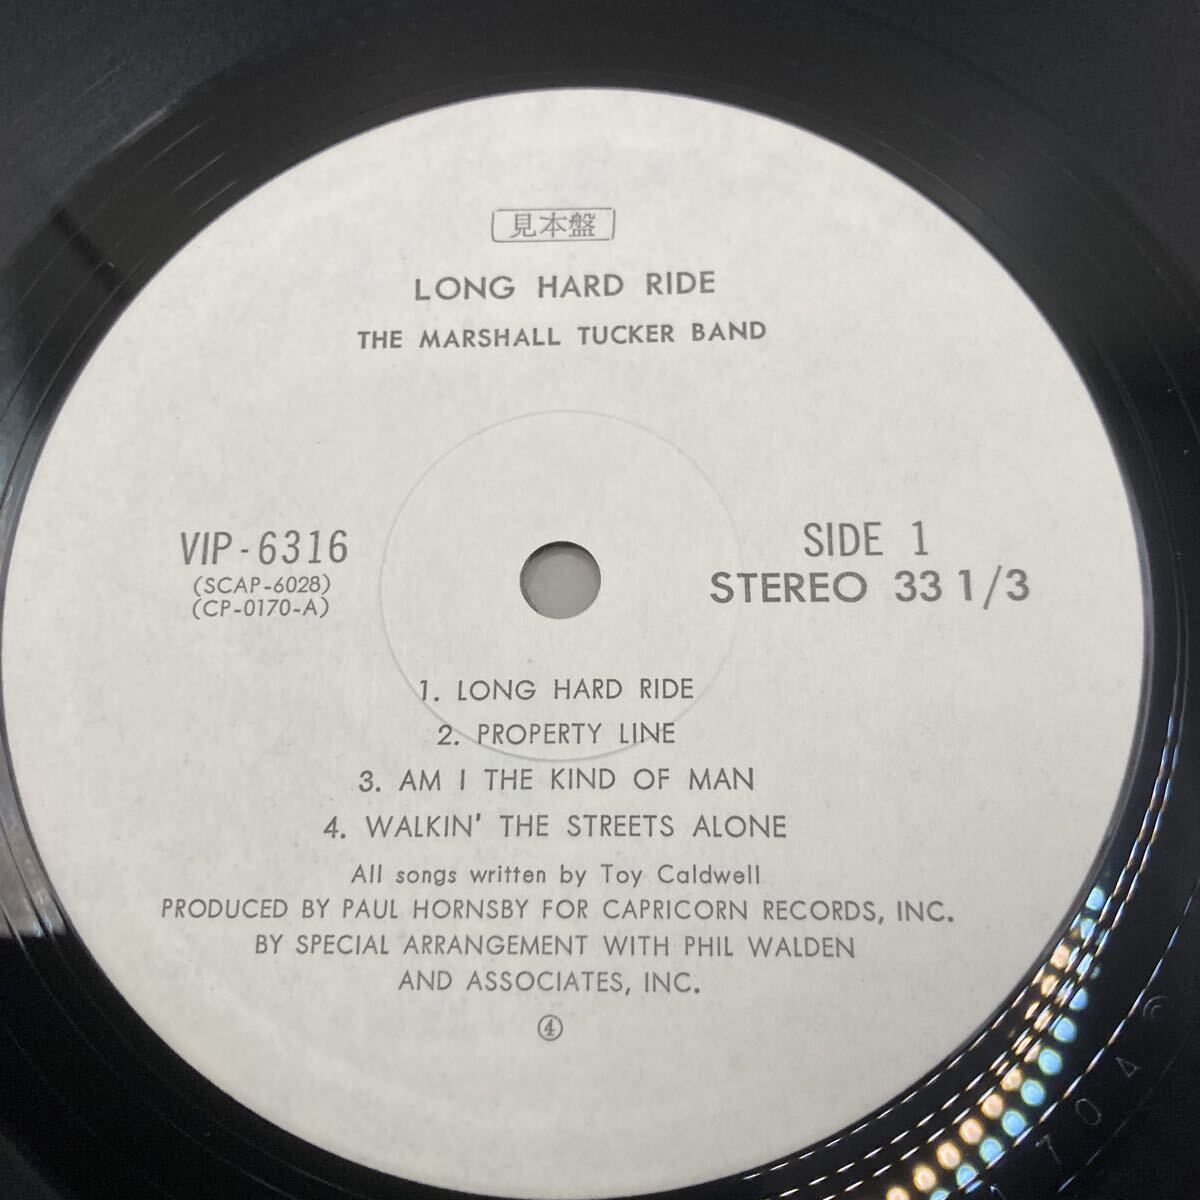 見本盤
LONG HARD RIDE
THE MARSHALL TUCKER BAND
VIP-6316
(SCAP-6028)
(CP-0170-A)
SIDE 1
STEREO 33 1/3
1. LONG HARD RIDE
2. PROPERTY LINE
3. AM I THE KIND OF MAN
4. WALKIN' THE STREETS ALONE
All songs written by Toy Caldwell
PRODUCED BY PAUL HORNSBY FOR CAPRICORN RECORDS, INC.
BY SPECIAL ARRANGEMENT WITH PHIL WALDEN
AND ASSOCIATES, INC.
④